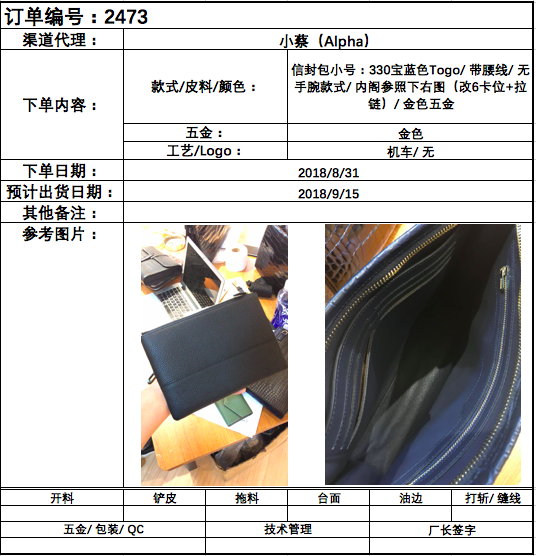 订单编号：2473
渠道代理：
小蔡（Alpha）
下单内容：
款式/皮料/颜色：
信封包小号：330宝蓝色Togo/ 带腰线/ 无
手腕款式/ 内阁参照下右图（改6卡位+拉
链）/ 金色五金
五金：
金色
工艺/Logo：
机车/ 无
下单日期：
2018/8/31
预计出货日期：
2018/9/15
其他备注：
参考图片：
开料
铲皮
拖料
台面
油边
打斩/ 缝线
五金/ 包装/ QC
技术管理
厂长签字